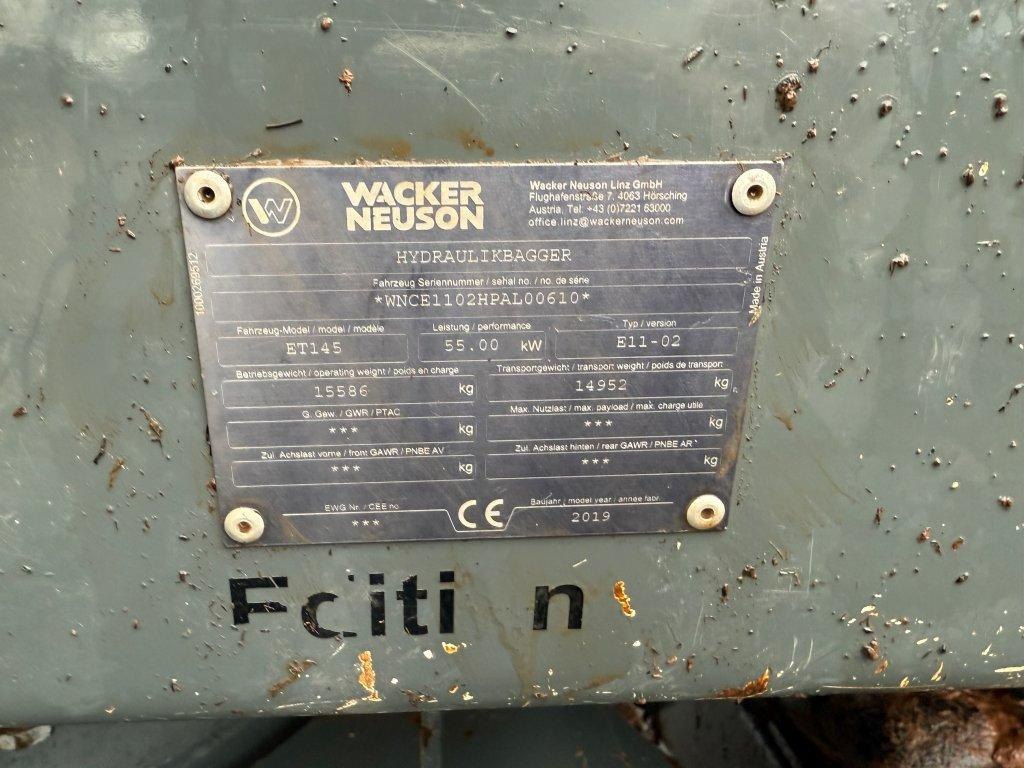 W
WACKER
NEUSON
Wacker Neuson Linz GmbH
Flughafenstraße 7, 4063 Hörsching
Austria, Tel. +43 (0)7221 63000
office.linz@wackerneuson.com
HYDRAULIKBAGGER
Fahrzeug Seriennummer / serial no. / no. de série
*WNCE1102HPAL00610*
Fahrzeug-Model / model / modèle
Leistung / performance
Typ / version
ET145
55.00 kW
E11-02
Betriebsgewicht / operating weight / poids en charge
Transportgewicht / transport weight / poids de transport
15586 kg
14952 kg
G. Gew. / GWR / PTAC
Max. Nutzlast / max. payload / max. charge utile
*** kg
*** kg
Zul. Achslast vorne / front GAWR / PNBE AV
Zul. Achslast hinten / rear GAWR / PNBE AR
*** kg
*** kg
EWG Nr. / CEE no.
CE
Baujahr / model year / année fabr.
***
2019
Made in Austria
Editi n